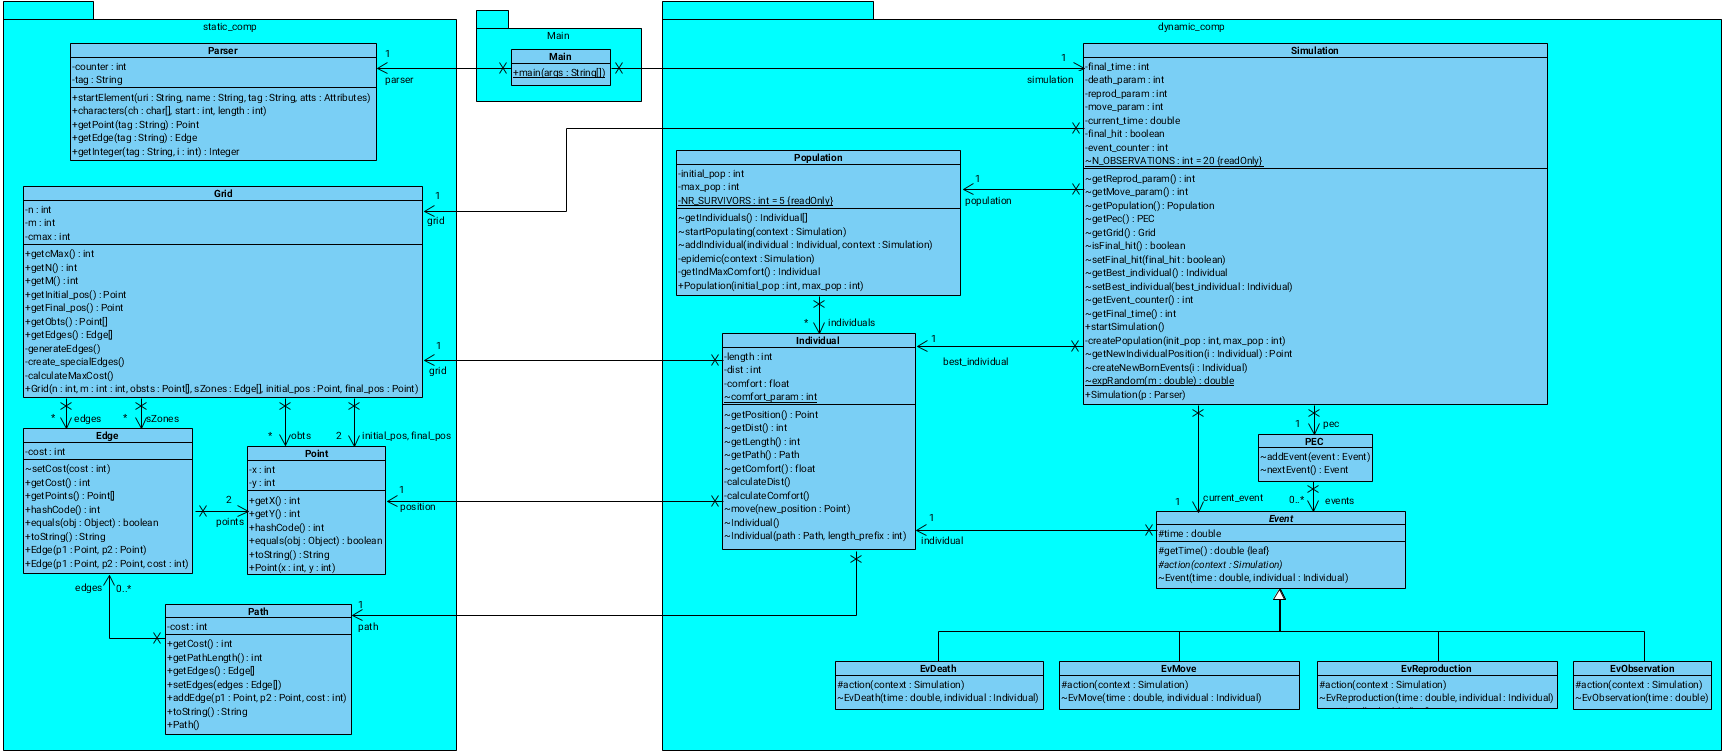 static_comp
Parser
-counter : int
-tag : String
+startElement(uri : String, name : String, tag : String, atts : Attributes)
+characters(ch : char[], start : int, length : int)
+getPoint(tag : String) : Point
+getEdge(tag : String) : Edge
+getInteger(tag : String, i : int) : Integer
1
parser
Grid
-n : int
-m : int
-cmax : int
+getcMax() : int
+getN() : int
+getM() : int
+getInitial_pos() : Point
+getFinal_pos() : Point
+getObts() : Point[]
+getEdges() : Edge[]
-generateEdges()
-create_specialEdges()
-calculateMaxCost()
+Grid(n : int, m : int : int, obsts : Point[], sZones : Edge[], initial_pos : Point, final_pos : Point)
1
grid
1
grid
* edges
* sZones
* obts
2 initial_pos, final_pos
Edge
-cost : int
~setCost(cost : int)
+getCost() : int
+getPoints() : Point[]
+hashCode() : int
+equals(obj : Object) : boolean
+toString() : String
+Edge(p1 : Point, p2 : Point)
+Edge(p1 : Point, p2 : Point, cost : int)
2
points
Point
-x : int
-y : int
+getX() : int
+getY() : int
+hashCode() : int
+equals(obj : Object) : boolean
+toString() : String
+Point(x : int, y : int)
1
position
edges 0..*
Path
-cost : int
+getCost() : int
+getPathLength() : int
+getEdges() : Edge[]
+setEdges(edges : Edge[])
+addEdge(p1 : Point, p2 : Point, cost : int)
+toString() : String
+Path()
1
path
Main
Main
+main(args : String[])
dynamic_comp
1
simulation
Simulation
-final_time : int
-death_param : int
-reprod_param : int
-move_param : int
-current_time : double
-final_hit : boolean
-event_counter : int
~N_OBSERVATIONS : int = 20 {readOnly}
~getReprod_param() : int
~getMove_param() : int
~getPopulation() : Population
~getPec() : PEC
~getGrid() : Grid
~isFinal_hit() : boolean
~setFinal_hit(final_hit : boolean)
~getBest_individual() : Individual
~setBest_individual(best_individual : Individual)
~getEvent_counter() : int
~getFinal_time() : int
+startSimulation()
-createPopulation(init_pop : int, max_pop : int)
~getNewIndividualPosition(i : Individual) : Point
~createNewBornEvents(i : Individual)
~expRandom(m : double) : double
+Simulation(p : Parser)
Population
-initial_pop : int
-max_pop : int
-NR_SURVIVORS : int = 5 {readOnly}
~getIndividuals() : Individual[]
~startPopulating(context : Simulation)
~addIndividual(individual : Individual, context : Simulation)
-epidemic(context : Simulation)
-getIndMaxComfort() : Individual
+Population(initial_pop : int, max_pop : int)
1
population
* individuals
Individual
-length : int
-dist : int
-comfort : float
~comfort_param : int
~getPosition() : Point
~getDist() : int
~getLength() : int
~getPath() : Path
~getComfort() : float
-calculateDist()
-calculateComfort()
~move(new_position : Point)
~Individual()
~Individual(path : Path, length_prefix : int)
1
best_individual
1
individual
1 pec
PEC
~addEvent(event : Event)
~nextEvent() : Event
1 current_event
0..* events
Event
#time : double
#getTime() : double {leaf}
#action(context : Simulation)
~Event(time : double, individual : Individual)
EvDeath
#action(context : Simulation)
~EvDeath(time : double, individual : Individual)
EvMove
#action(context : Simulation)
~EvMove(time : double, individual : Individual)
EvReproduction
#action(context : Simulation)
~EvReproduction(time : double, individual : Individual)
EvObservation
#action(context : Simulation)
~EvObservation(time : double)